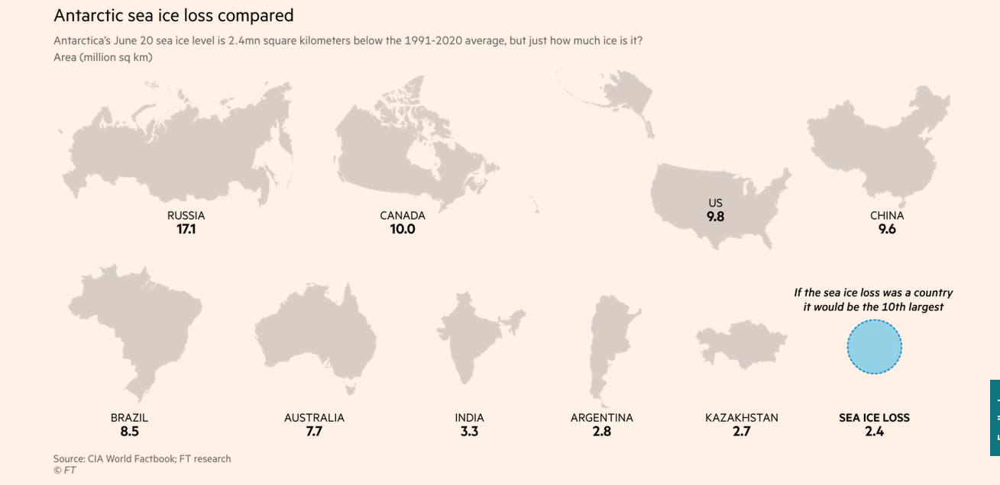 Antarctic sea ice loss compared
Antarctica's June 20 sea ice level is 2.4mn square kilometers below the 1991-2020 average, but just how much ice is it?
Area (million sq km)
RUSSIA
17.1
CANADA
10.0
US
9.8
CHINA
9.6
BRAZIL
8.5
AUSTRALIA
7.7
INDIA
3.3
ARGENTINA
2.8
KAZAKHSTAN
2.7
If the sea ice loss was a country
it would be the 10th largest
SEA ICE LOSS
2.4
Source: CIA World Factbook; FT research
© FT